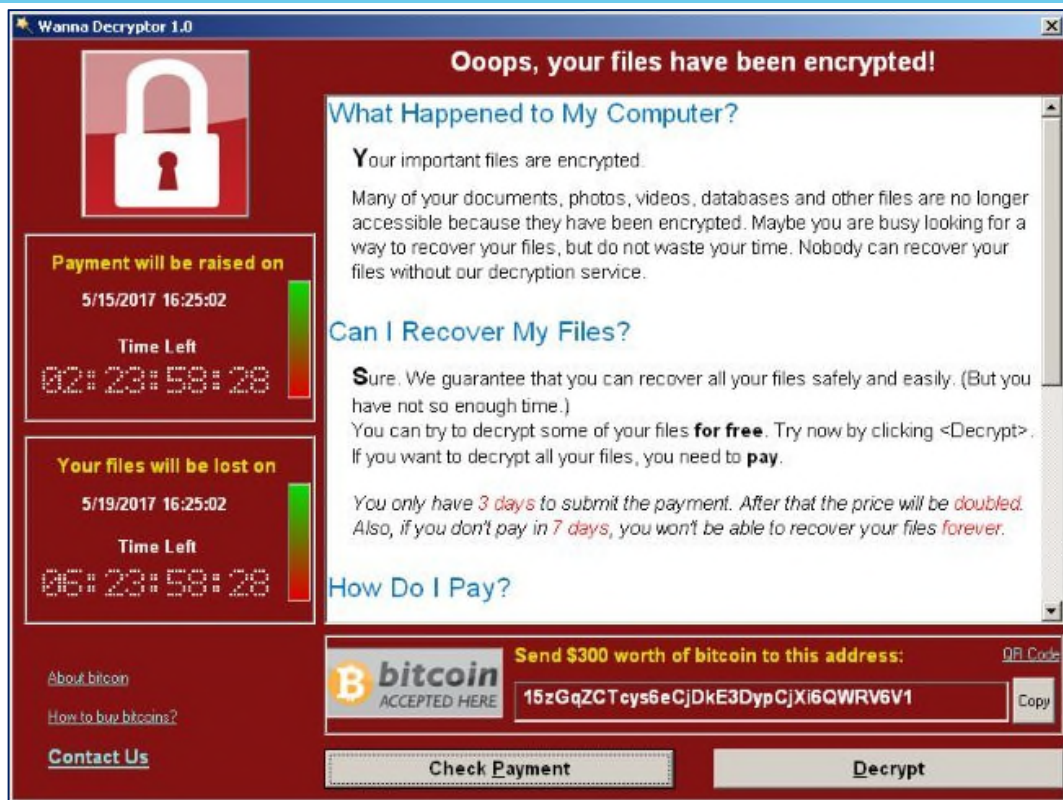 Wanna Decryptor 1.0
Ooops, your files have been encrypted!
What Happened to My Computer?
Your important files are encrypted.
Many of your documents, photos, videos, databases and other files are no longer
accessible because they have been encrypted. Maybe you are busy looking for a
way to recover your files, but do not waste your time. Nobody can recover your
files without our decryption service.
Can I Recover My Files?
Sure. We guarantee that you can recover all your files safely and easily. (But you
have not so enough time.)
You can try to decrypt some of your files for free. Try now by clicking <Decrypt>.
If you want to decrypt all your files, you need to pay.
You only have 3 days to submit the payment. After that the price will be doubled.
Also, if you don't pay in 7 days, you won't be able to recover your files forever.
How Do I Pay?
Payment will be raised on
5/15/2017 16:25:02
Time Left
02:23:58:28
Your files will be lost on
5/19/2017 16:25:02
Time Left
06:23:58:28
About bitcoin
How to buy bitcoins?
Contact Us
bitcoin
ACCEPTED HERE
Send $300 worth of bitcoin to this address:
QR Code
15zGqZCTcys6eCjDkE3DypCjXi6QWRV6V1
Copy
Check Payment
Decrypt